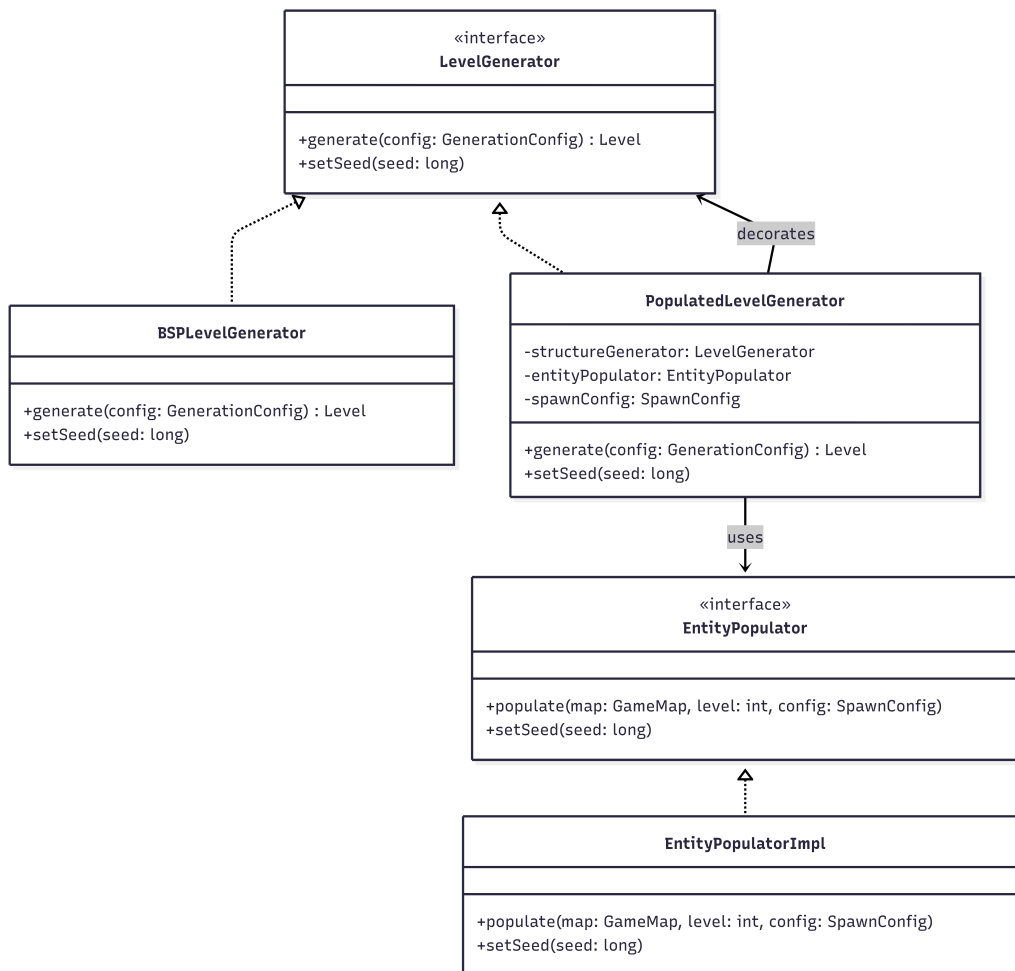 «interface»
LevelGenerator
+generate(config: GenerationConfig) : Level
+setSeed(seed: long)
decorates
BSPLevelGenerator
+generate(config: GenerationConfig) : Level
+setSeed(seed: long)
PopulatedLevelGenerator
-structureGenerator: LevelGenerator
-entityPopulator: EntityPopulator
-spawnConfig: SpawnConfig
+generate(config: GenerationConfig) : Level
+setSeed(seed: long)
uses
«interface»
EntityPopulator
+populate(map: GameMap, level: int, config: SpawnConfig)
+setSeed(seed: long)
EntityPopulatorImpl
+populate(map: GameMap, level: int, config: SpawnConfig)
+setSeed(seed: long)